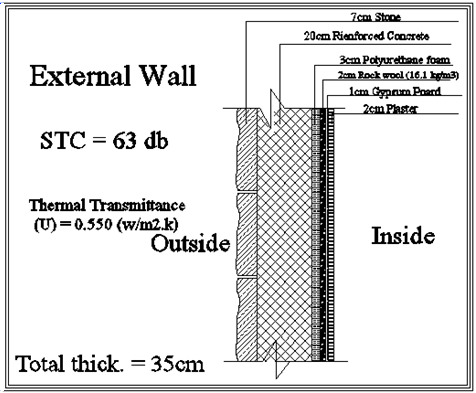 7cm Stone
20cm Rienforced Concrete
3cm Polyurethane foam
2cm Rock wool (16.1 kg/m3)
1cm Gypsum Poard
2cm Plaster
External Wall
STC = 63 db
Thermal Transmittance
(U) = 0.550 (w/m2.k)
Outside
Inside
Total thick. = 35cm